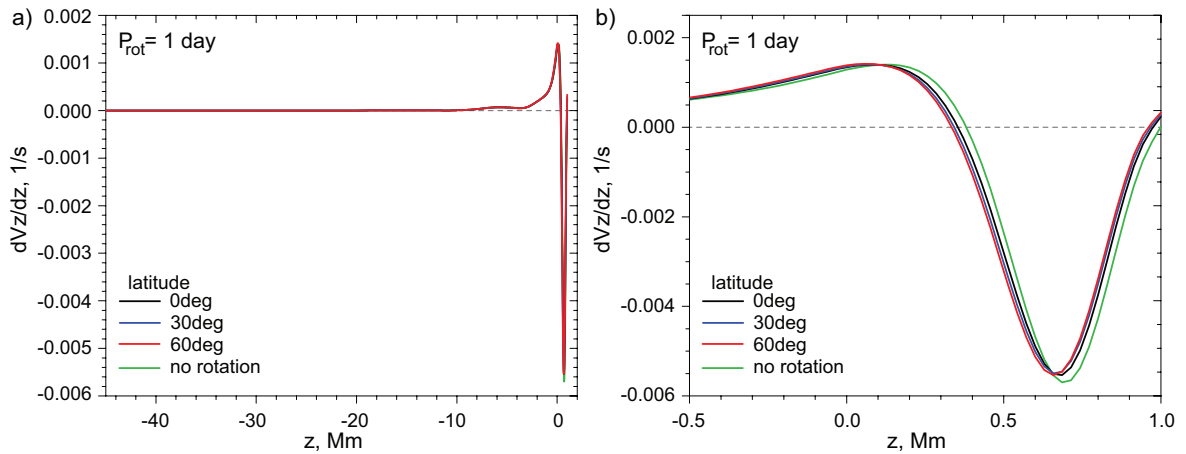 a)
P_rot = 1 day
0.002
0.001
0.000
-0.001
-0.002
-0.003
-0.004
-0.005
-0.006
dVz/dz, 1/s
latitude
0deg
30deg
60deg
no rotation
-40
-30
-20
-10
0
z, Mm
b)
P_rot = 1 day
0.002
0.000
-0.002
-0.004
-0.006
dVz/dz, 1/s
latitude
0deg
30deg
60deg
no rotation
-0.5
0.0
0.5
1.0
z, Mm